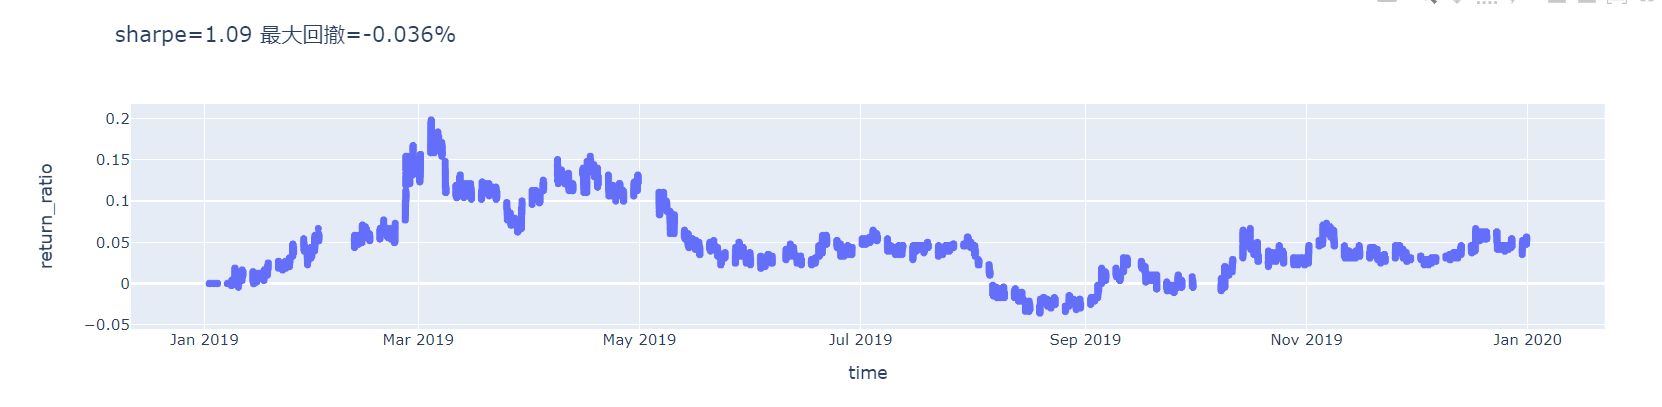 sharpe=1.09 最大回撤=-0.036%
return_ratio
0.2
0.15
0.1
0.05
0
−0.05
Jan 2019
Mar 2019
May 2019
Jul 2019
Sep 2019
Nov 2019
Jan 2020
time